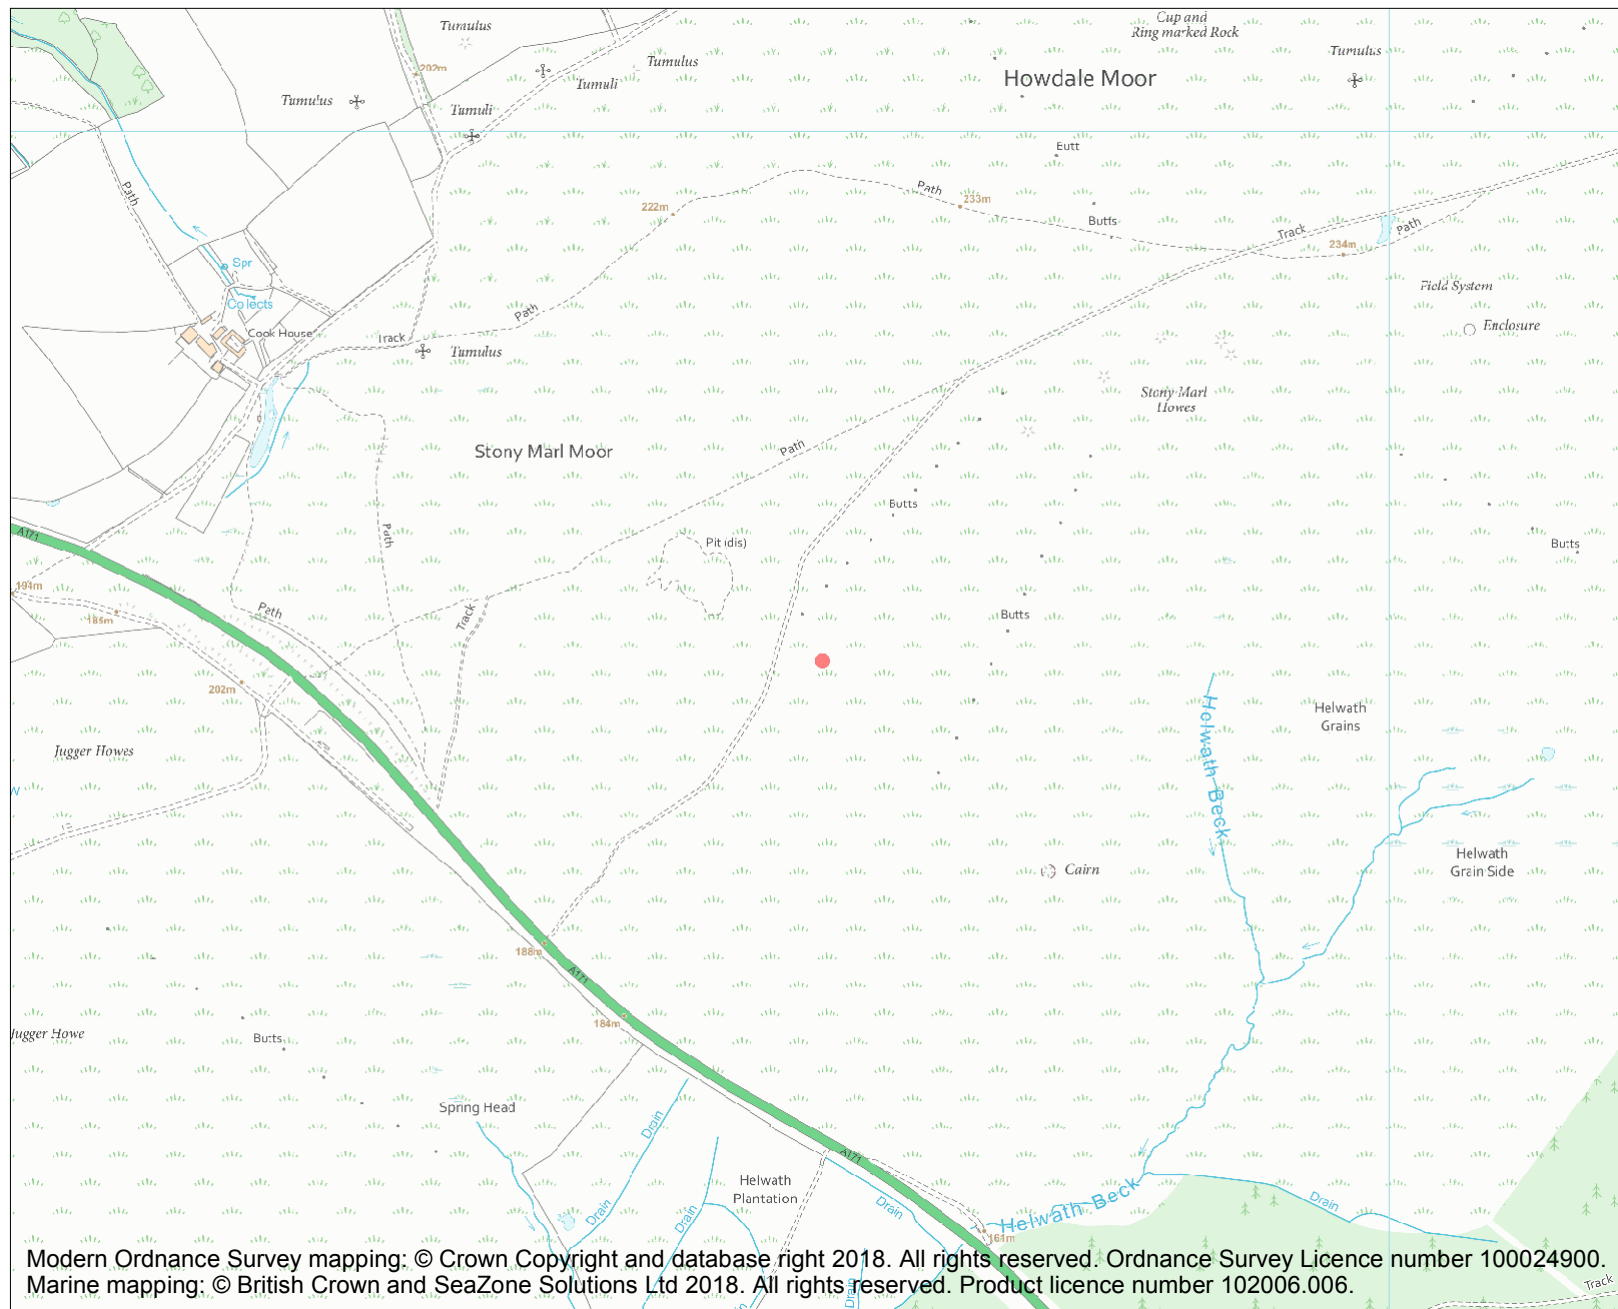 Tumulus
Cup and
Ring marked Rock
202m
Tumulus
Tumulus
Tumuli
Howdale Moor
Tumulus
Tumuli
Eutt
Path
Path
222m
233m
Butts
Track
Path
234m
Spr
Co lects
Field System
Enclosure
Cook House
Path
Track
Tumulus
Stony Marl
Howes
Stony Marl Moor
Path
Butts
A171
Path
Pit (dis)
Butts
194m
185m
Path
Track
Butts
202m
Holwath Beck
Helwath
Grains
Jugger Howes
W
Helwath
Grain Side
Cairn
188m
A171
184m
Jugger Howe
Butts
Spring Head
Drain
A171
Helwath
Plantation
Drain
Drain
Drain
Helwath Beck
Drain
161m
Modern Ordnance Survey mapping: © Crown Copyright and database right 2018. All rights reserved. Ordnance Survey Licence number 100024900.
Marine mapping: © British Crown and SeaZone Solutions Ltd 2018. All rights reserved. Product licence number 102006.006.
Drain
Track